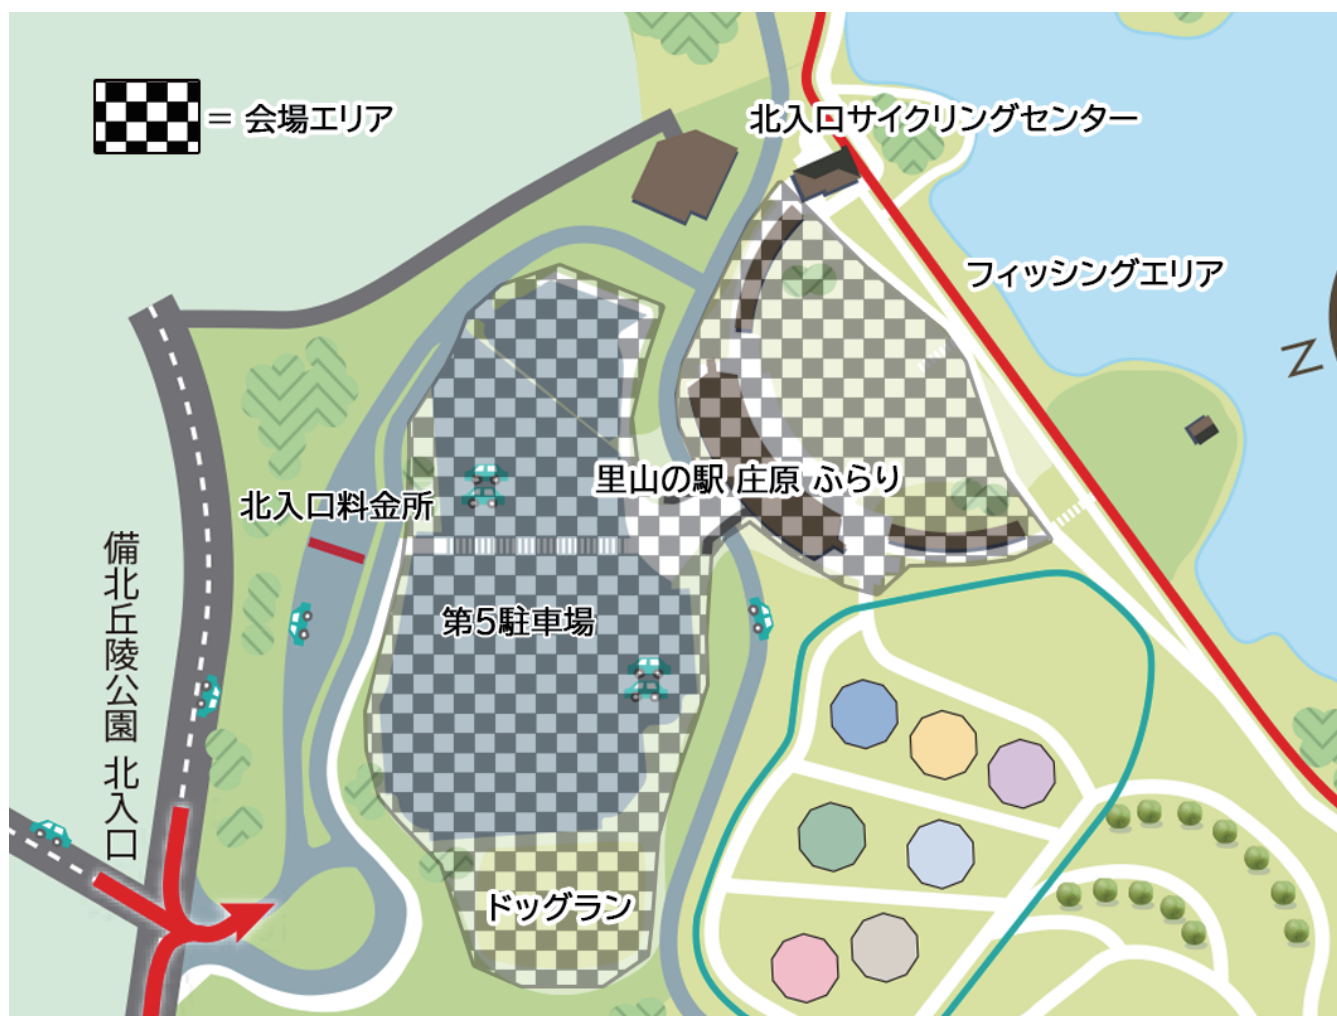 = 会場エリア
北入口サイクリングセンター
フィッシングエリア
Z
里山の駅 庄原 ふらり
北入口料金所
備北丘陵公園 北入口
第5駐車場
ドッグラン